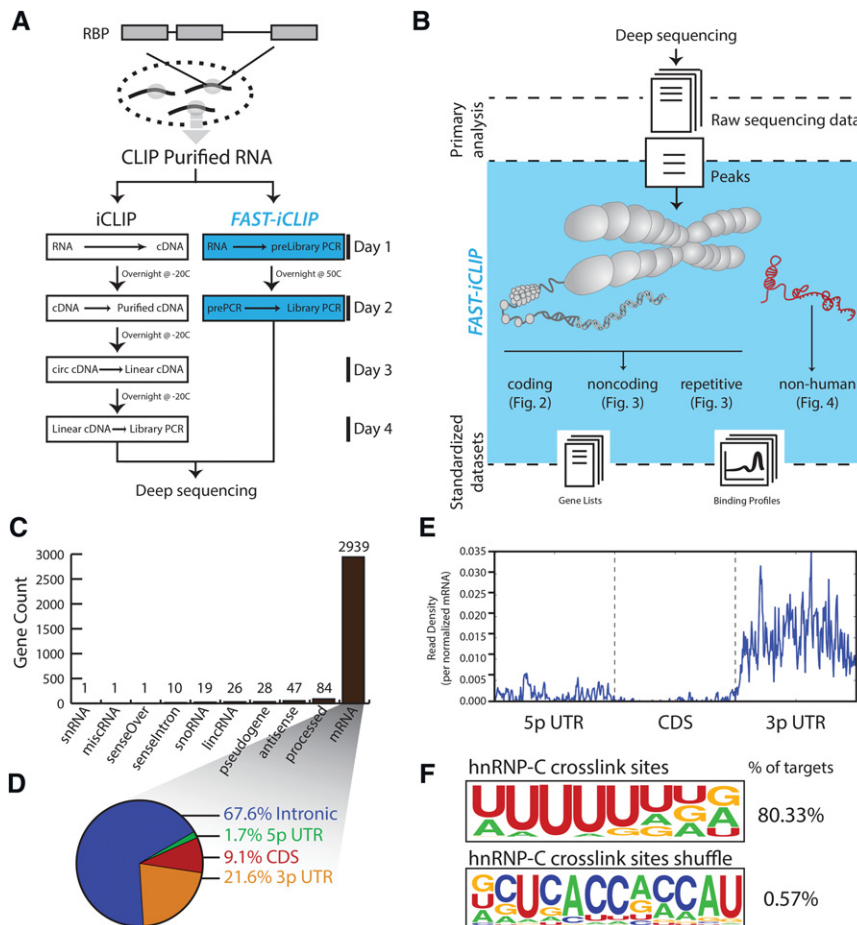 A
RBP
CLIP Purified RNA
iCLIP
FAST-iCLIP
RNA cDNA
RNA preLibrary PCR
Day 1
Overnight @ -20C
Overnight @ 50C
cDNA Purified cDNA
prePCR Library PCR
Day 2
Overnight @ -20C
circ cDNA Linear cDNA
Day 3
Overnight @ -20C
Linear cDNA Library PCR
Day 4
Deep sequencing
B
Deep sequencing
Primary analysis
Raw sequencing data
Peaks
FAST-iCLIP
coding (Fig. 2)
noncoding (Fig. 3)
repetitive (Fig. 3)
non-human (Fig. 4)
Standardized datasets
Gene Lists
Binding Profiles
C
Gene Count
3000
2500
2000
1500
1000
500
0
1 1 1 10 19 26 28 47 84 2939
snRNA
miscRNA
senseOver
senseIntron
snoRNA
lincRNA
pseudogene
antisense
processed
mRNA
D
67.6% Intronic
1.7% 5p UTR
9.1% CDS
21.6% 3p UTR
E
Read Density
(per normalized mRNA)
0.035
0.030
0.025
0.020
0.015
0.010
0.005
0.000
5p UTR CDS 3p UTR
F
hnRNP-C crosslink sites
% of targets
UUUUUUUG
AAUAAGGAA
GGAU
80.33%
hnRNP-C crosslink sites shuffle
GCUCACCACCAU
0.57%